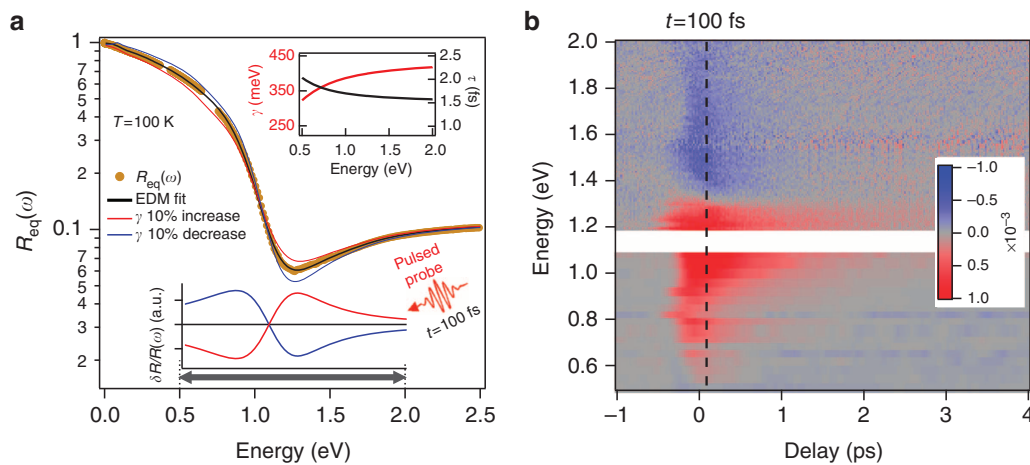 a
R_eq(ω)
1
7
6
5
4
3
2
0.1
7
6
5
4
3
2
T=100 K
R_eq(ω)
EDM fit
γ 10% increase
γ 10% decrease
450
350
250
γ (meV)
2.5
2.0
1.5
1.0
τ (fs)
0.5 1.0 1.5 2.0
Energy (eV)
Pulsed
probe
t=100 fs
δR/R(ω) (a.u.)
0.0 0.5 1.0 1.5 2.0 2.5
Energy (eV)
b
t=100 fs
Energy (eV)
2.0
1.8
1.6
1.4
1.2
1.0
0.8
0.6
−1.0
−0.5
0.0
0.5
1.0
×10⁻³
−1 0 1 2 3 4
Delay (ps)